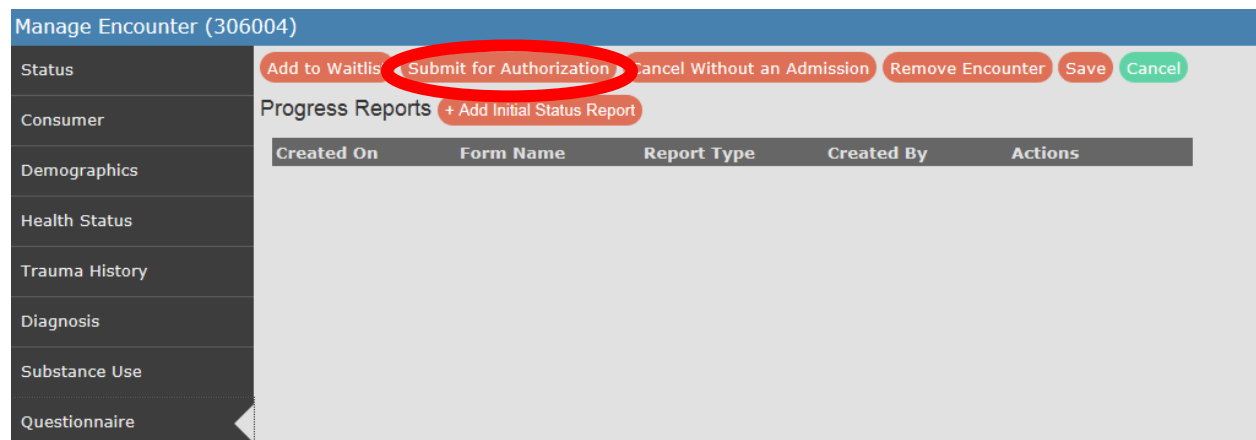 Manage Encounter (306004)
Status
Consumer
Demographics
Health Status
Trauma History
Diagnosis
Substance Use
Questionnaire
Add to Waitlist Submit for Authorization Cancel Without an Admission Remove Encounter Save Cancel
Progress Reports + Add Initial Status Report
Created On Form Name Report Type Created By Actions